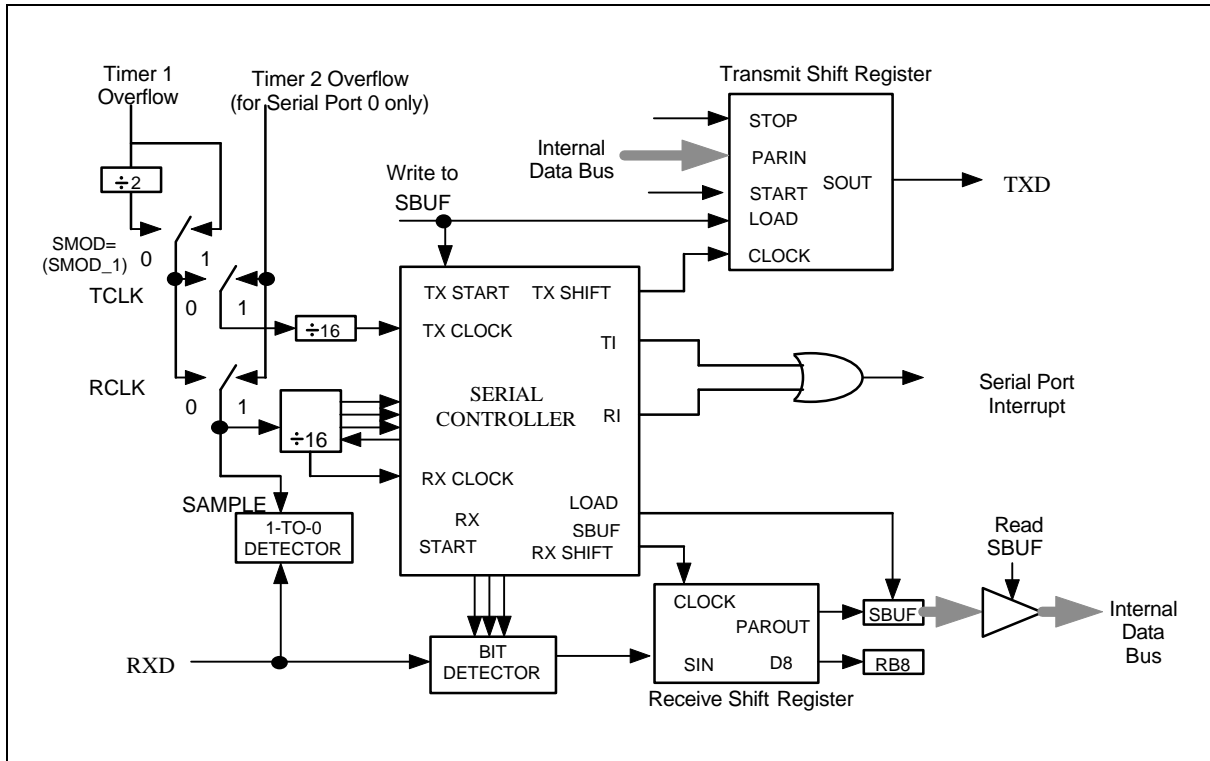 Timer 1
Overflow
Timer 2 Overflow
(for Serial Port 0 only)
÷2
SMOD=
(SMOD_1)
0
1
TCLK
0
1
÷16
RCLK
0
1
÷16
SAMPLE
1-TO-0
DETECTOR
RXD
Write to
SBUF
TX START
TX SHIFT
TX CLOCK
TI
SERIAL
CONTROLLER
RI
RX CLOCK
LOAD
SBUF
RX
START
RX SHIFT
BIT
DETECTOR
Transmit Shift Register
Internal
Data Bus
STOP
PARIN
START
LOAD
CLOCK
SOUT
TXD
Serial Port
Interrupt
CLOCK
PAROUT
SIN
D8
Receive Shift Register
SBUF
RB8
Read
SBUF
Internal
Data
Bus